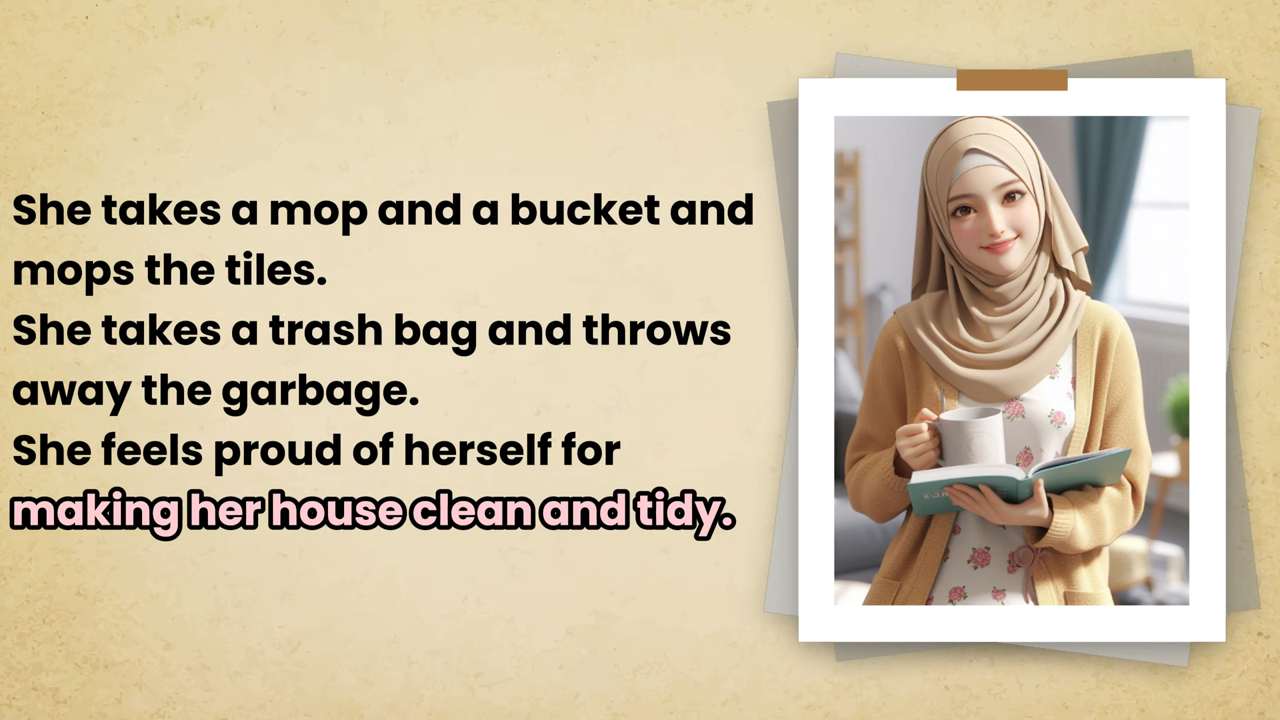 She takes a mop and a bucket and
mops the tiles.
She takes a trash bag and throws
away the garbage.
She feels proud of herself for
making her house clean and tidy.